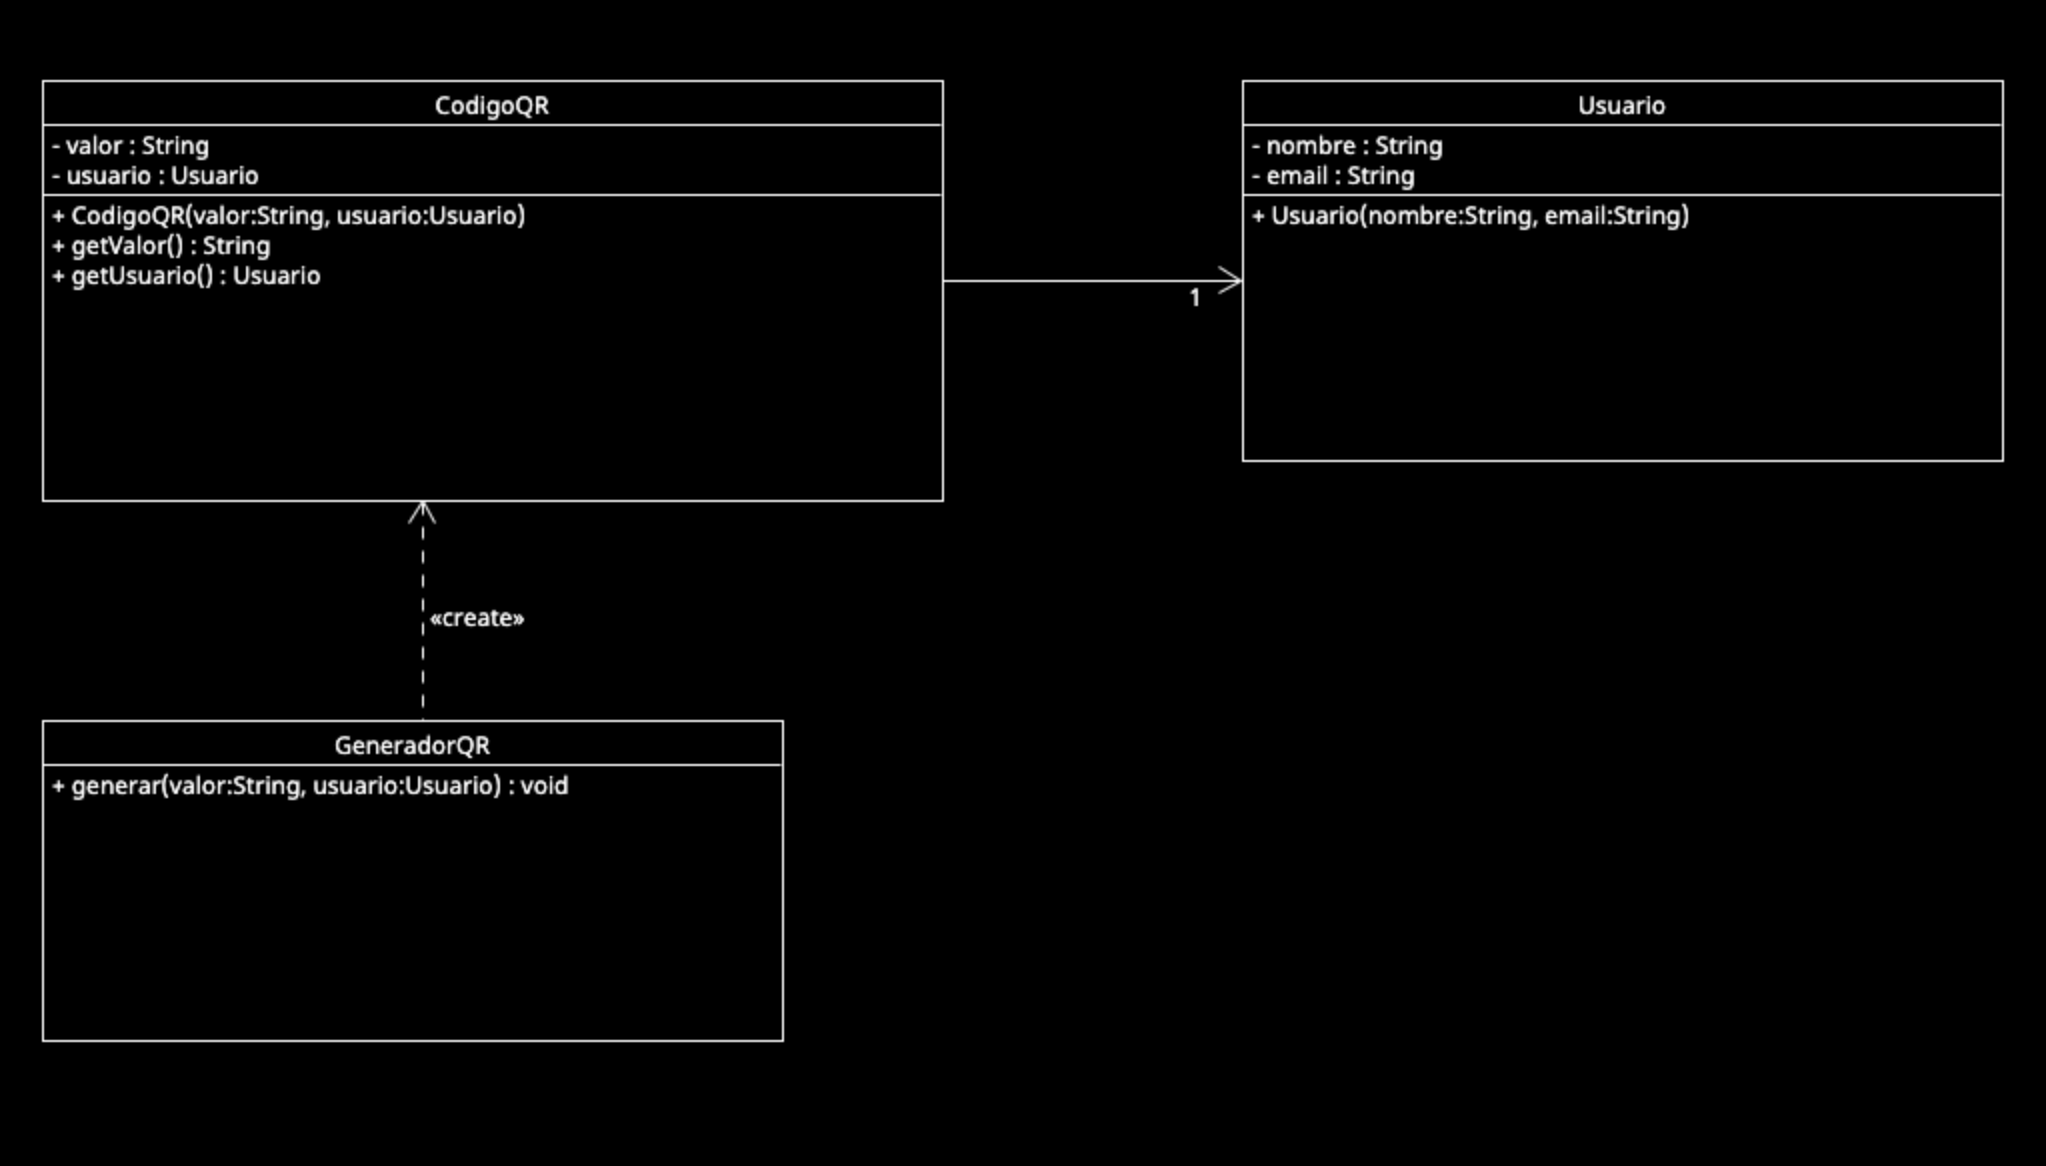 CodigoQR
- valor : String
- usuario : Usuario
+ CodigoQR(valor:String, usuario:Usuario)
+ getValor() : String
+ getUsuario() : Usuario
1
Usuario
- nombre : String
- email : String
+ Usuario(nombre:String, email:String)
«create»
GeneradorQR
+ generar(valor:String, usuario:Usuario) : void